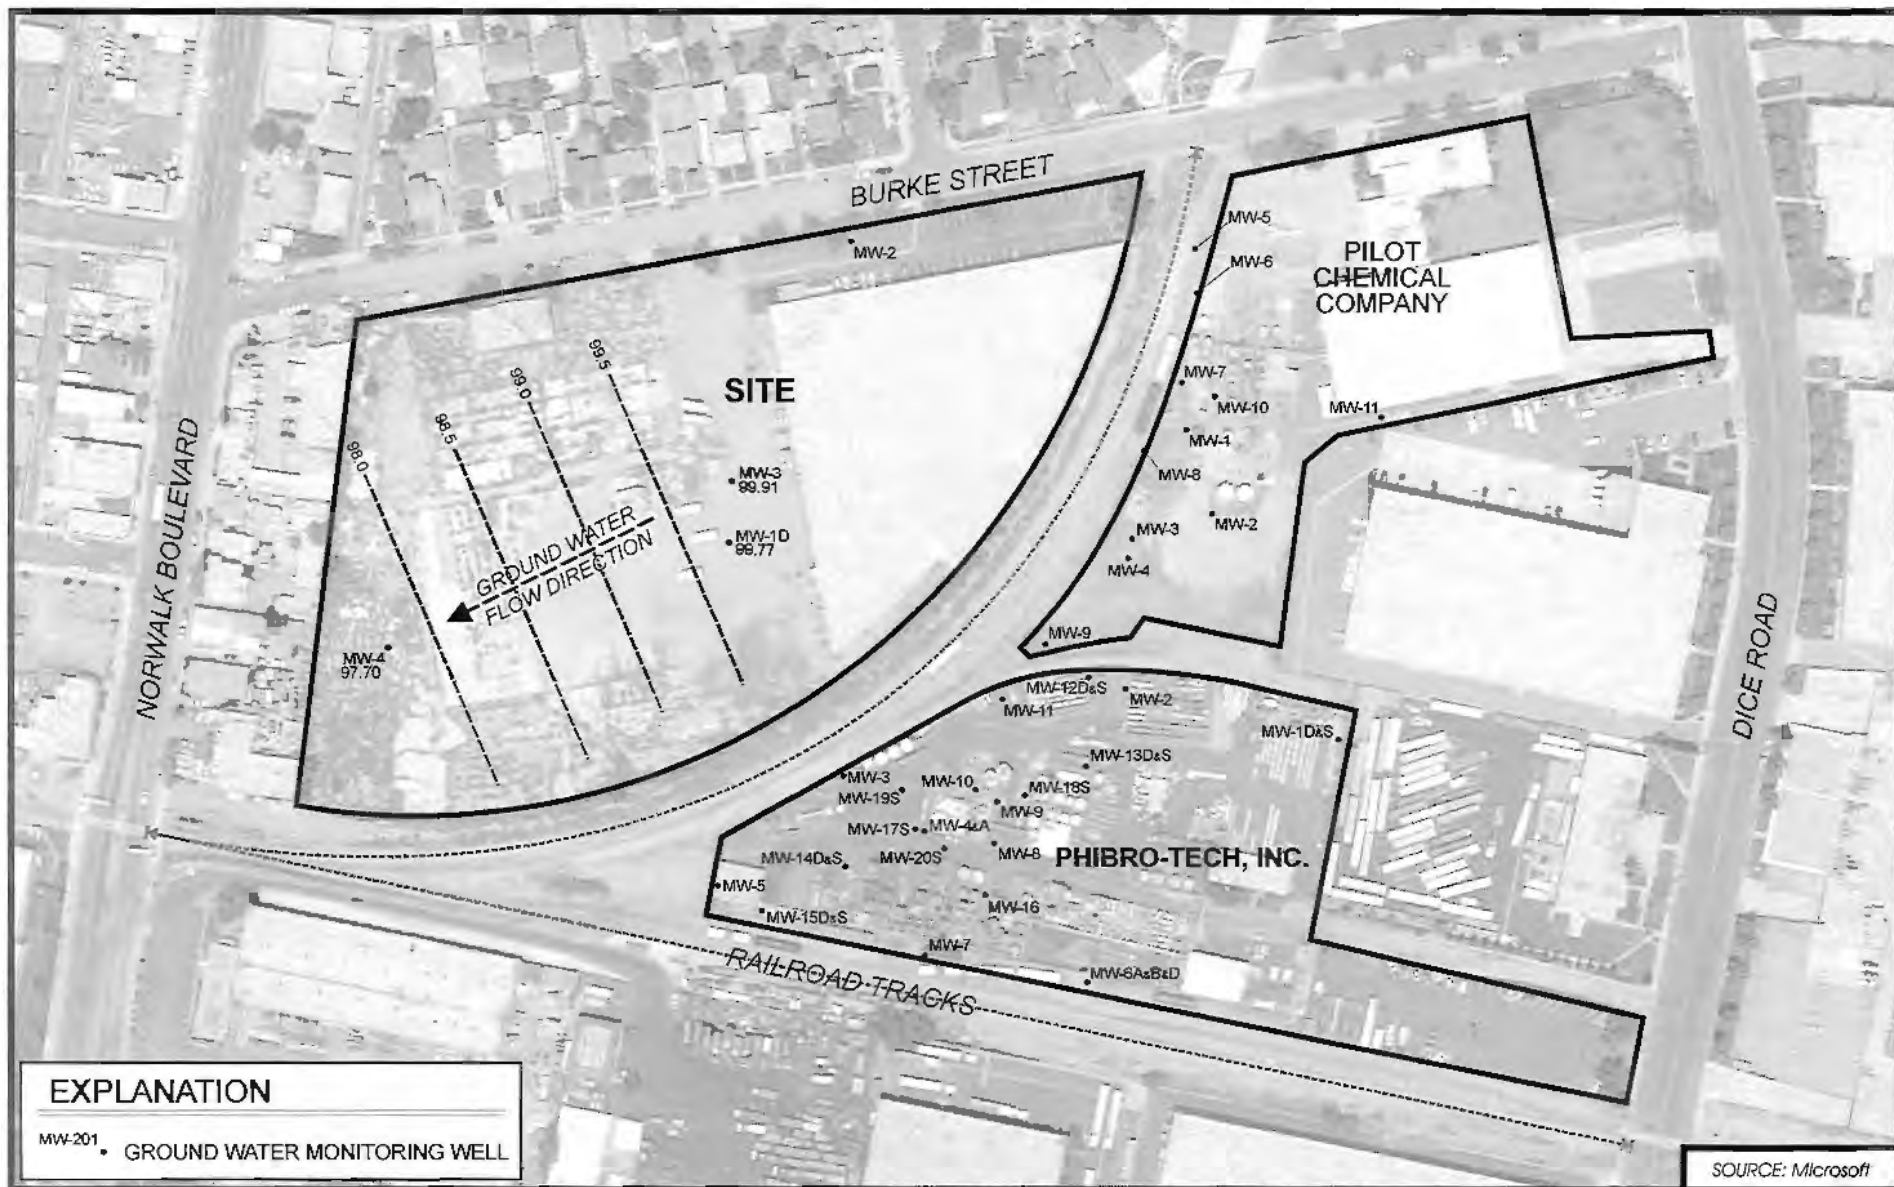 BURKE STREET
MW-2
MW-5
MW-6
PILOT
CHEMICAL
COMPANY
99.5
99.0
98.5
98.0
SITE
MW-7
MW-10
MW-11
MW-1
MW-8
MW-3
99.91
MW-2
MW-1D
99.77
MW-3
MW-4
GROUND WATER
FLOW DIRECTION
NORWALK BOULEVARD
MW-4
97.70
MW-9
DICE ROAD
MW-12D&S
MW-2
MW-11
MW-1D&S
MW-13D&S
MW-3
MW-10
MW-18S
MW-19S
MW-9
MW-17S
MW-4&A
MW-14D&S
MW-20S
MW-8
PHIBRO-TECH, INC.
MW-5
MW-16
MW-15D&S
MW-7
RAILROAD TRACKS
MW-6A&B&D
EXPLANATION
MW-201
GROUND WATER MONITORING WELL
SOURCE: Microsoft